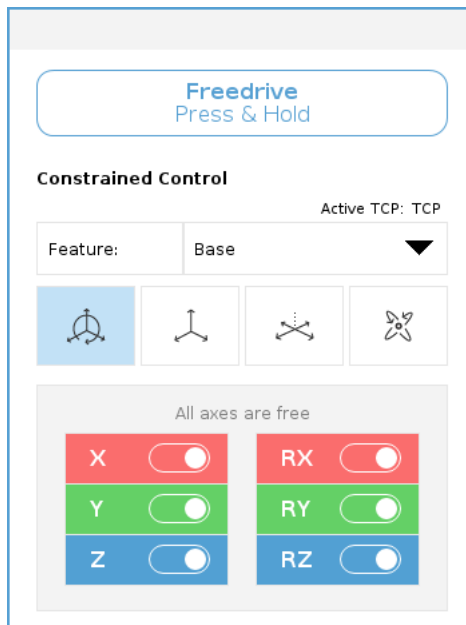 Freedrive
Press & Hold
Constrained Control
Active TCP: TCP
Feature: Base
All axes are free
X RX
Y RY
Z RZ